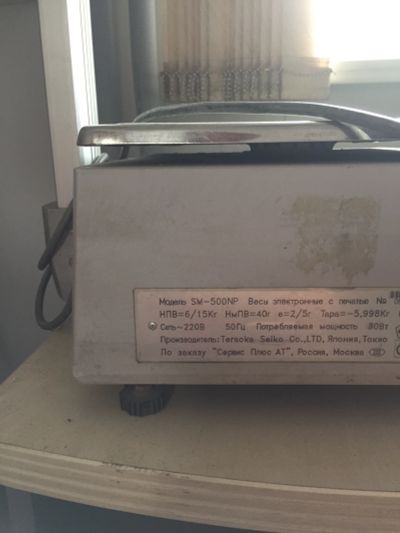 Модель SM-500NP Весы электронные с печатью №
НПВ=6/15Кг НмПВ=40г e=2/5г Тара=-5,998Кг
Сеть~220В 50Гц Потребляемая мощность 80Вт
Производитель:Teraoka Seiko Co.,LTD, Япония,Токио
По заказу "Сервис Плюс АТ", Россия, Москва